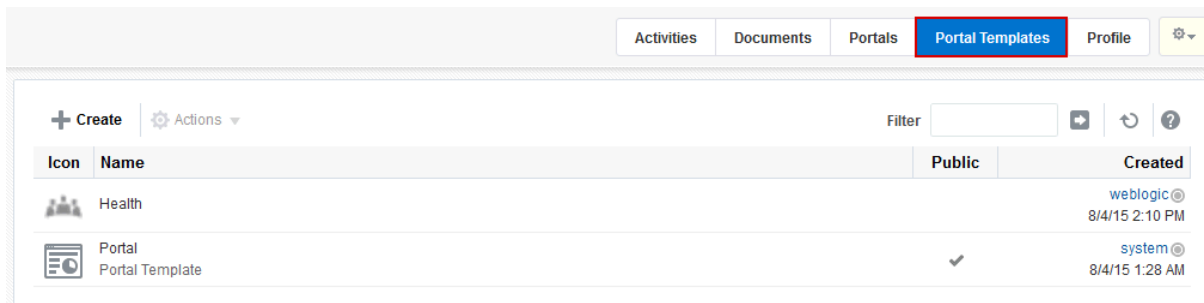 Activities Documents Portals Portal Templates Profile
Create Actions Filter
Icon Name Public Created
Health weblogic
8/4/15 2:10 PM
Portal system
Portal Template 8/4/15 1:28 AM